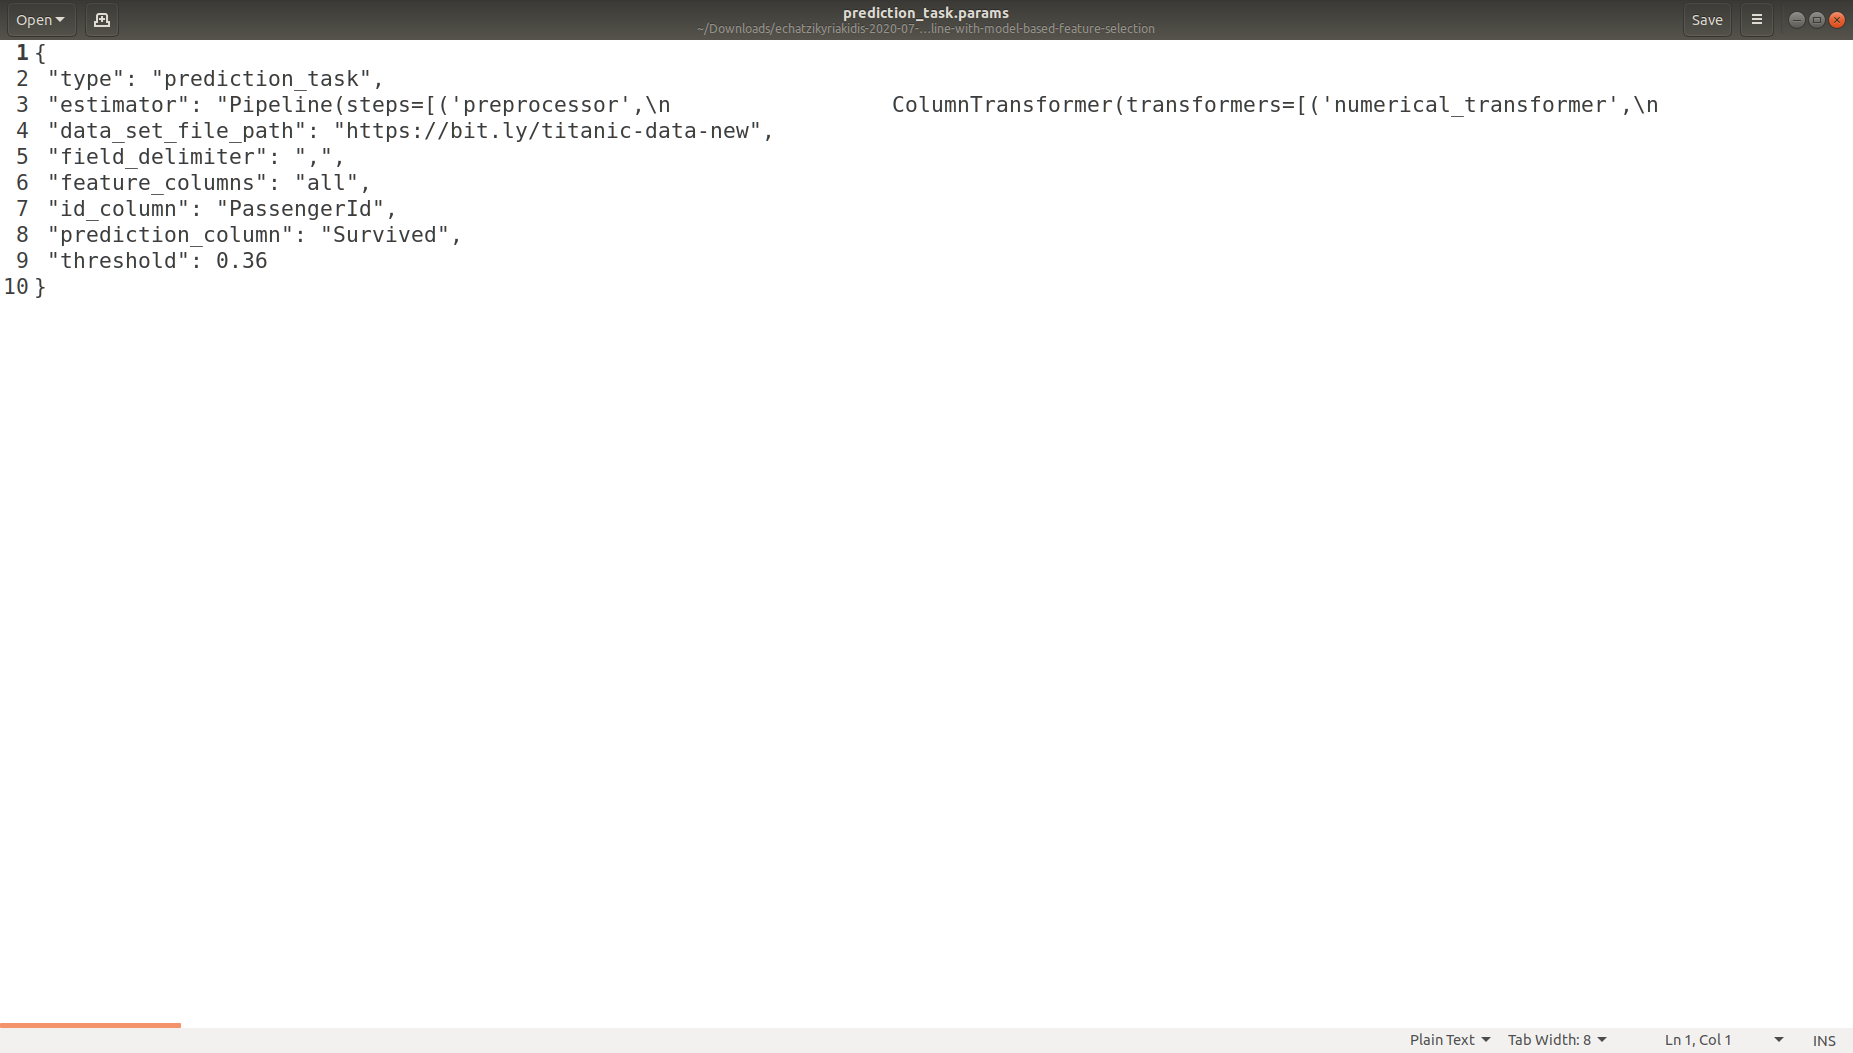 Open
prediction_task.params
~/Downloads/echatzikyriakidis-2020-07-...line-with-model-based-feature-selection
Save
1 {
2 "type": "prediction_task",
3 "estimator": "Pipeline(steps=[('preprocessor',\n                 ColumnTransformer(transformers=[('numerical_transformer',\n
4 "data_set_file_path": "https://bit.ly/titanic-data-new",
5 "field_delimiter": ",",
6 "feature_columns": "all",
7 "id_column": "PassengerId",
8 "prediction_column": "Survived",
9 "threshold": 0.36
10 }
Plain Text Tab Width: 8 Ln 1, Col 1 INS